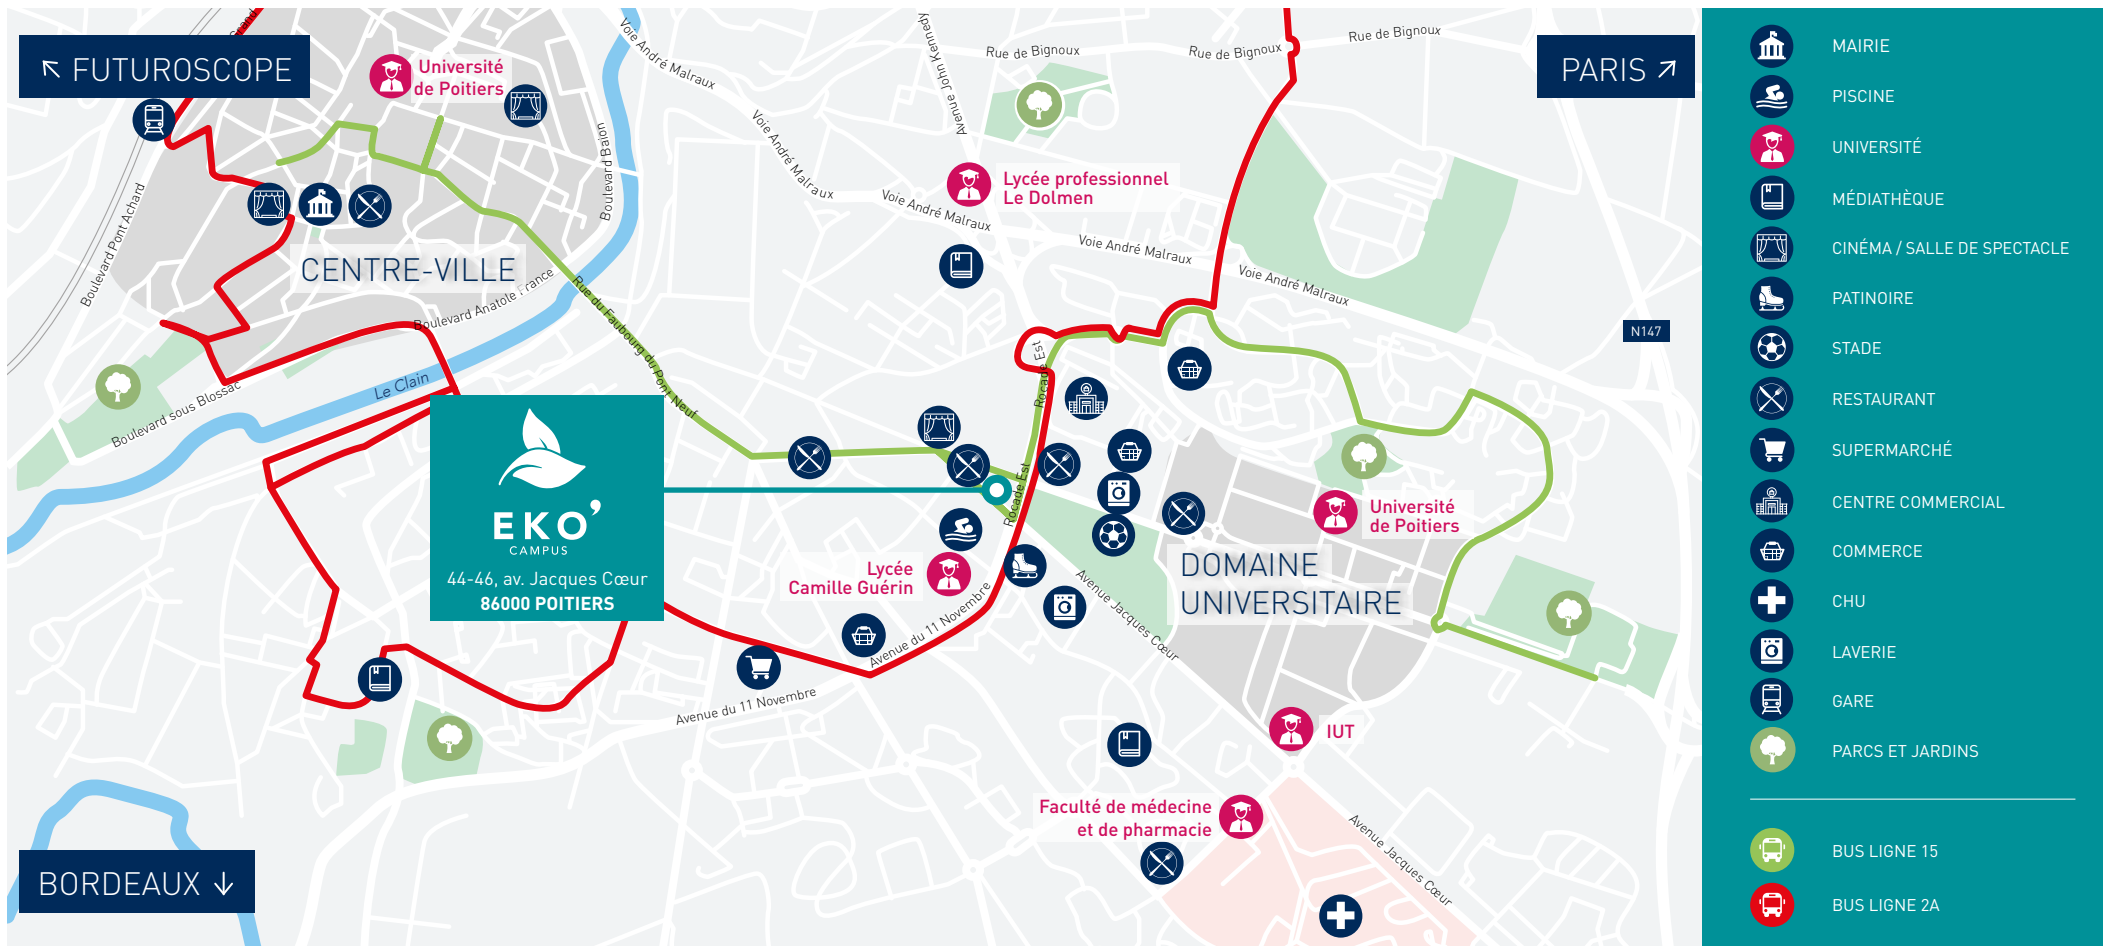 FUTUROSCOPE
Grand
Université
de Poitiers
Voie André Malraux
Avenue John Kennedy
Rue de Bignoux
Rue de Bignoux
Rue de Bignoux
PARIS
Boulevard Bajon
Voie André Malraux
Lycée professionnel
Le Dolmen
Voie André Malraux
Voie André Malraux
Voie André Malraux
Boulevard Pont Achard
CENTRE-VILLE
Boulevard Anatole France
Rue du Faubourg du Pont Neuf
N147
Le Clain
Boulevard sous Blossac
Rocade Est
Rocade Est
EKO’
CAMPUS
44-46, av. Jacques Cœur
86000 POITIERS
Université
de Poitiers
DOMAINE
UNIVERSITAIRE
Lycée
Camille Guérin
Avenue Jacques Cœur
Avenue du 11 Novembre
Avenue du 11 Novembre
IUT
Faculté de médecine
et de pharmacie
Avenue Jacques Cœur
BORDEAUX
MAIRIE
PISCINE
UNIVERSITÉ
MÉDIATHÈQUE
CINÉMA / SALLE DE SPECTACLE
PATINOIRE
STADE
RESTAURANT
SUPERMARCHÉ
CENTRE COMMERCIAL
COMMERCE
CHU
LAVERIE
GARE
PARCS ET JARDINS
BUS LIGNE 15
BUS LIGNE 2A